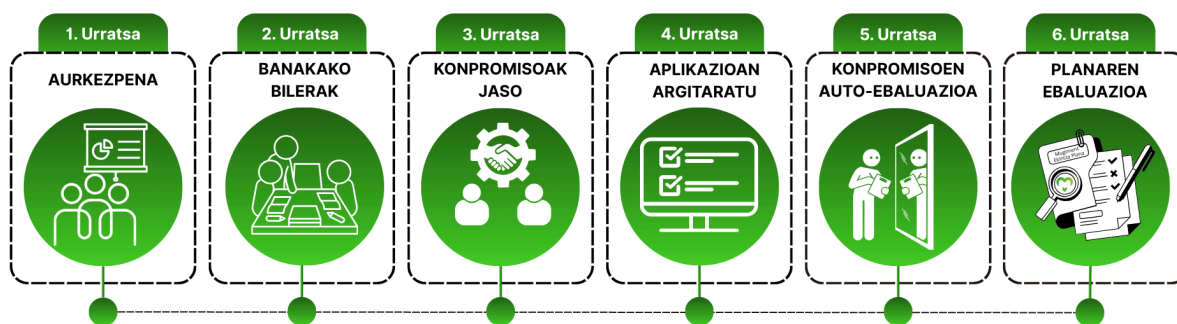 1. Urratsa
AURKEZPENA
2. Urratsa
BANAKAKO
BILERAK
3. Urratsa
KONPROMISOAK
JASO
4. Urratsa
APLIKAZIOAN
ARGITARATU
5. Urratsa
KONPROMISOEN
AUTO-EBALUAZIOA
6. Urratsa
PLANAREN
EBALUAZIOA